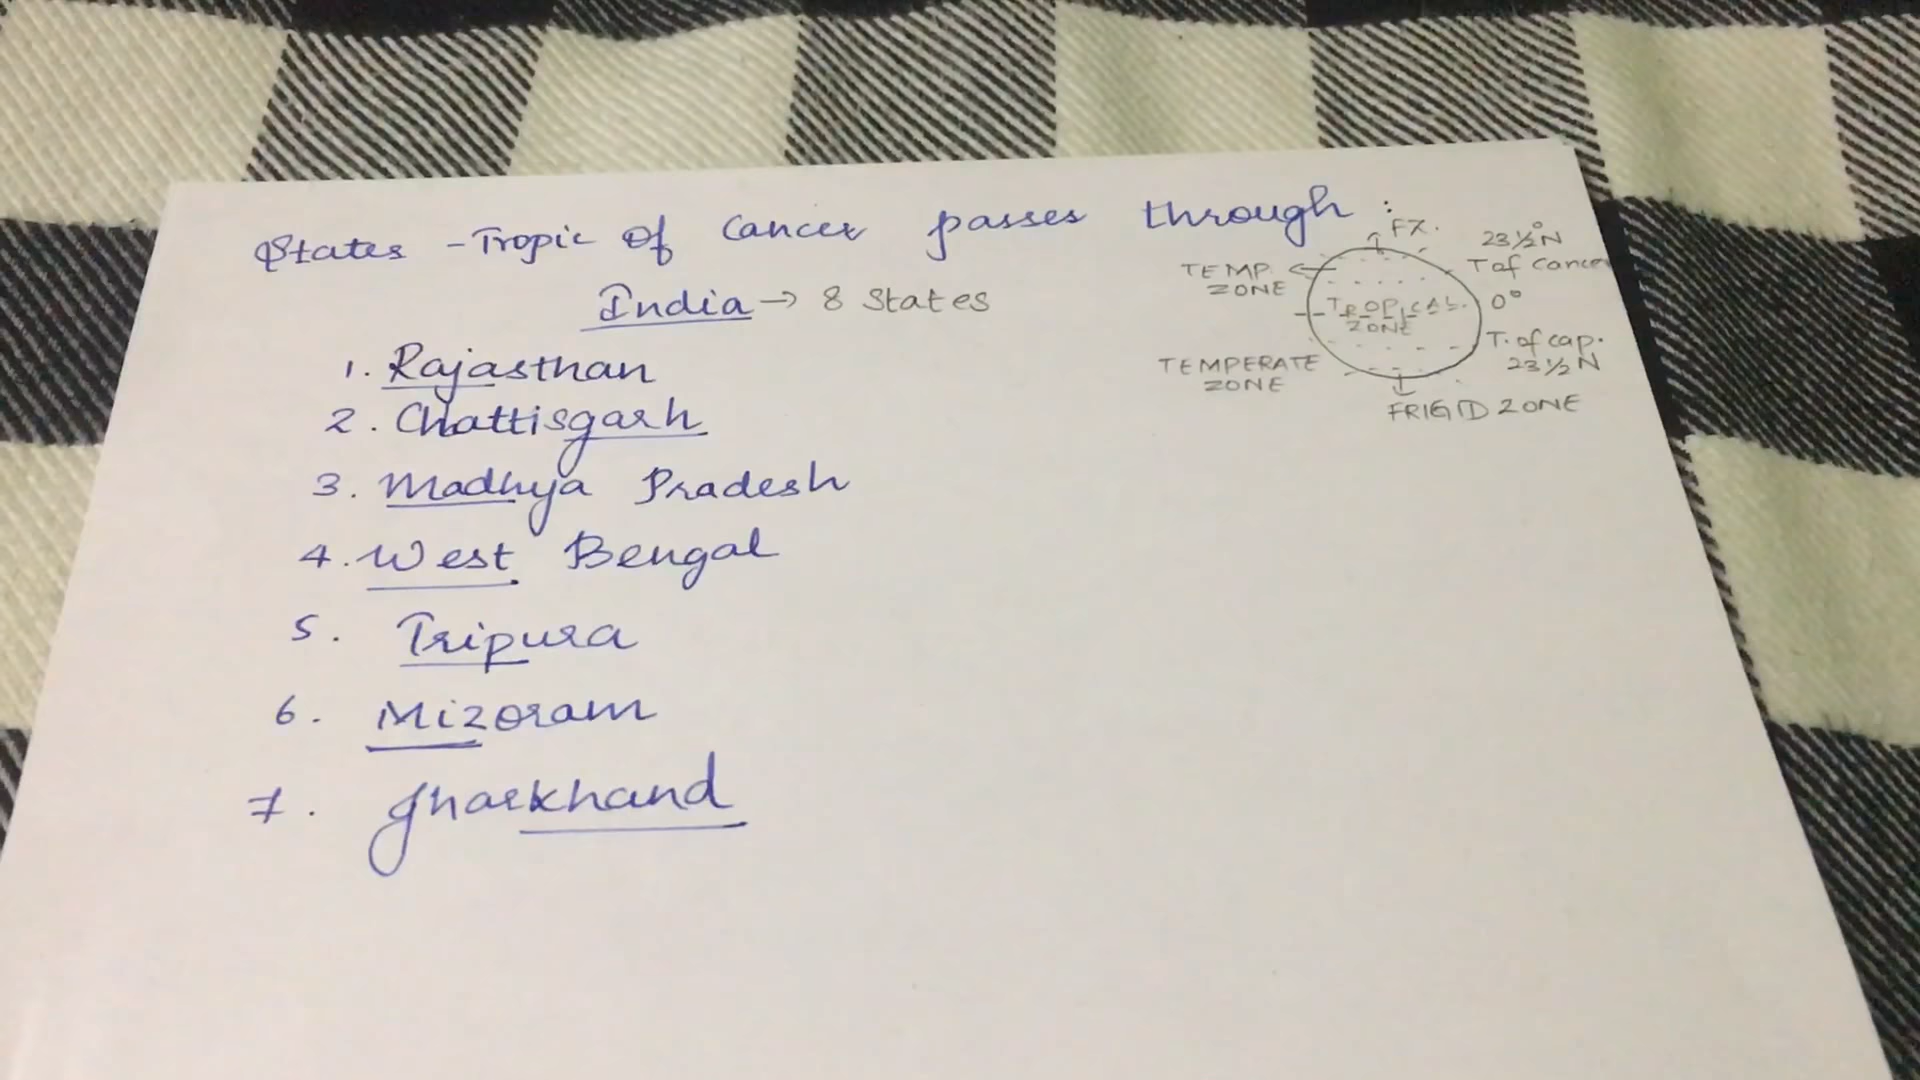 States - Tropic of Cancer passes through :
India → 8 States
1. Rajasthan
2. Chattisgarh
3. Madhya Pradesh
4. West Bengal
5. Tripura
6. Mizoram
7. Jharkhand
FZ.
23½°N
T of Cancer
TEMP.
ZONE
TROPICAL
ZONE
0°
T. of cap.
23½ N
TEMPERATE
ZONE
FRIGID ZONE